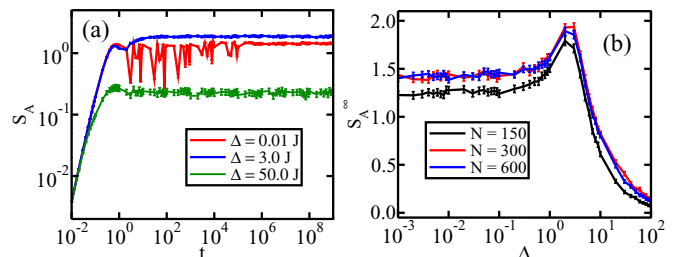 (a)
S_A
10^0
10^-1
10^-2
Δ = 0.01 J
Δ = 3.0 J
Δ = 50.0 J
10^-2 10^0 10^2 10^4 10^6 10^8
t
(b)
S_A^∞
2.0
1.5
1.0
0.5
0.0
N = 150
N = 300
N = 600
10^-3 10^-2 10^-1 10^0 10^1 10^2
Δ